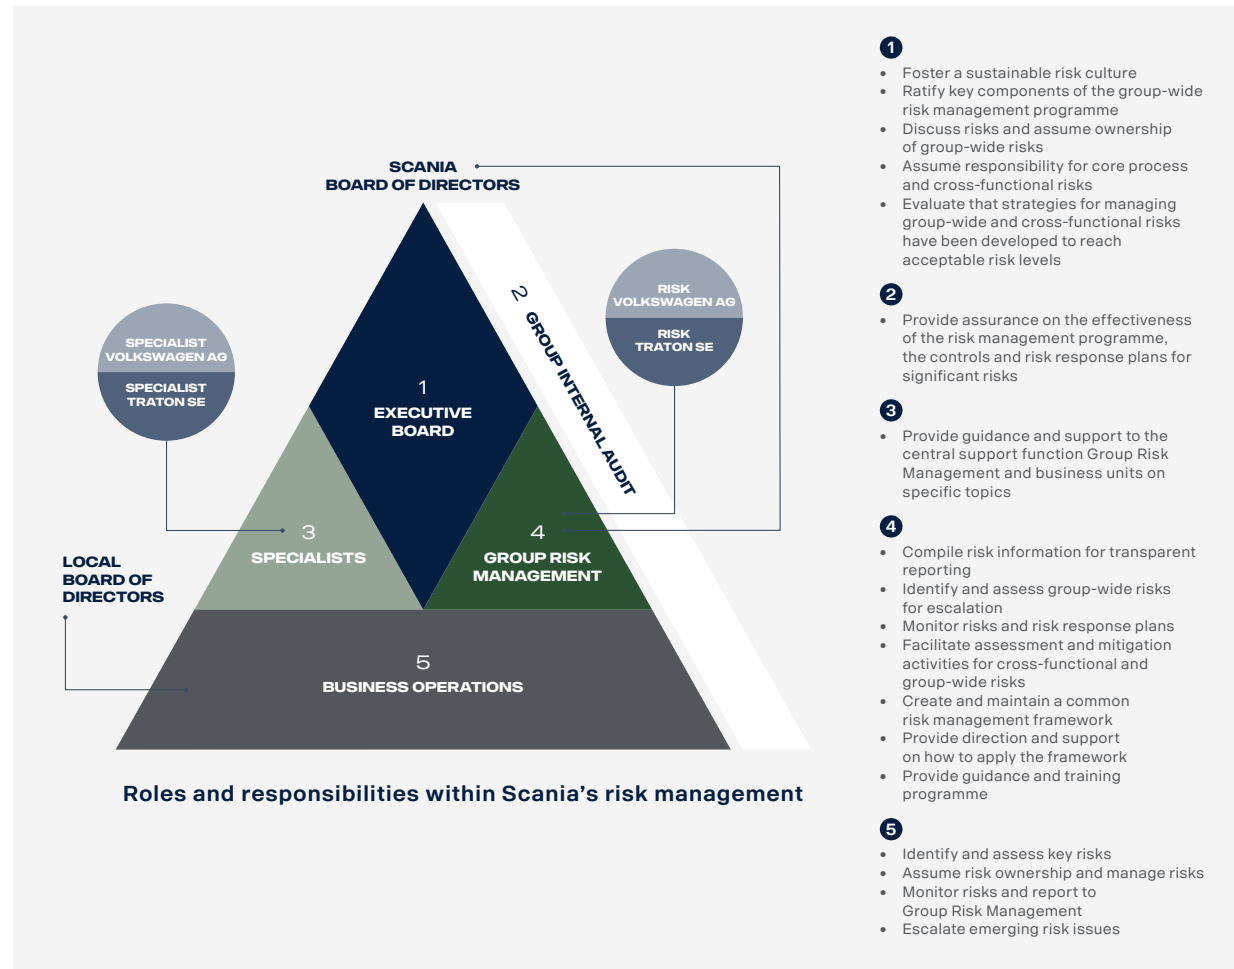 SCANIA
BOARD OF DIRECTORS
RISK
VOLKSWAGEN AG
RISK
TRATON SE
2 GROUP INTERNAL AUDIT
SPECIALIST
VOLKSWAGEN AG
SPECIALIST
TRATON SE
1
EXECUTIVE
BOARD
3
SPECIALISTS
4
GROUP RISK
MANAGEMENT
LOCAL
BOARD OF
DIRECTORS
5
BUSINESS OPERATIONS
Roles and responsibilities within Scania’s risk management
1
• Foster a sustainable risk culture
• Ratify key components of the group-wide
risk management programme
• Discuss risks and assume ownership
of group-wide risks
• Assume responsibility for core process
and cross-functional risks
• Evaluate that strategies for managing
group-wide and cross-functional risks
have been developed to reach
acceptable risk levels
2
• Provide assurance on the effectiveness
of the risk management programme,
the controls and risk response plans for
significant risks
3
• Provide guidance and support to the
central support function Group Risk
Management and business units on
specific topics
4
• Compile risk information for transparent
reporting
• Identify and assess group-wide risks
for escalation
• Monitor risks and risk response plans
• Facilitate assessment and mitigation
activities for cross-functional and
group-wide risks
• Create and maintain a common
risk management framework
• Provide direction and support
on how to apply the framework
• Provide guidance and training
programme
5
• Identify and assess key risks
• Assume risk ownership and manage risks
• Monitor risks and report to
Group Risk Management
• Escalate emerging risk issues